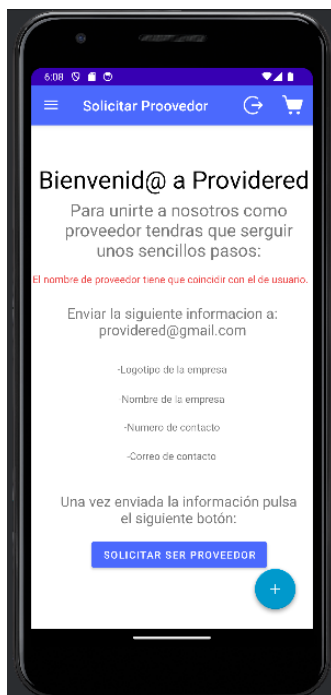 6:08
Solicitar Proovedor
Bienvenid@ a Providered
Para unirte a nosotros como
proveedor tendras que serguir
unos sencillos pasos:
El nombre de proveedor tiene que coincidir con el de usuario.
Enviar la siguiente informacion a:
providered@gmail.com
-Logotipo de la empresa
-Nombre de la empresa
-Numero de contacto
-Correo de contacto
Una vez enviada la información pulsa
el siguiente botón:
SOLICITAR SER PROVEEDOR
+